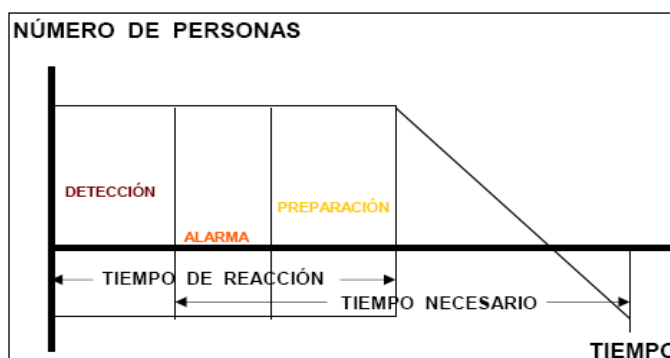 NÚMERO DE PERSONAS
DETECCIÓN
PREPARACIÓN
ALARMA
TIEMPO DE REACCIÓN
TIEMPO NECESARIO
TIEMPO